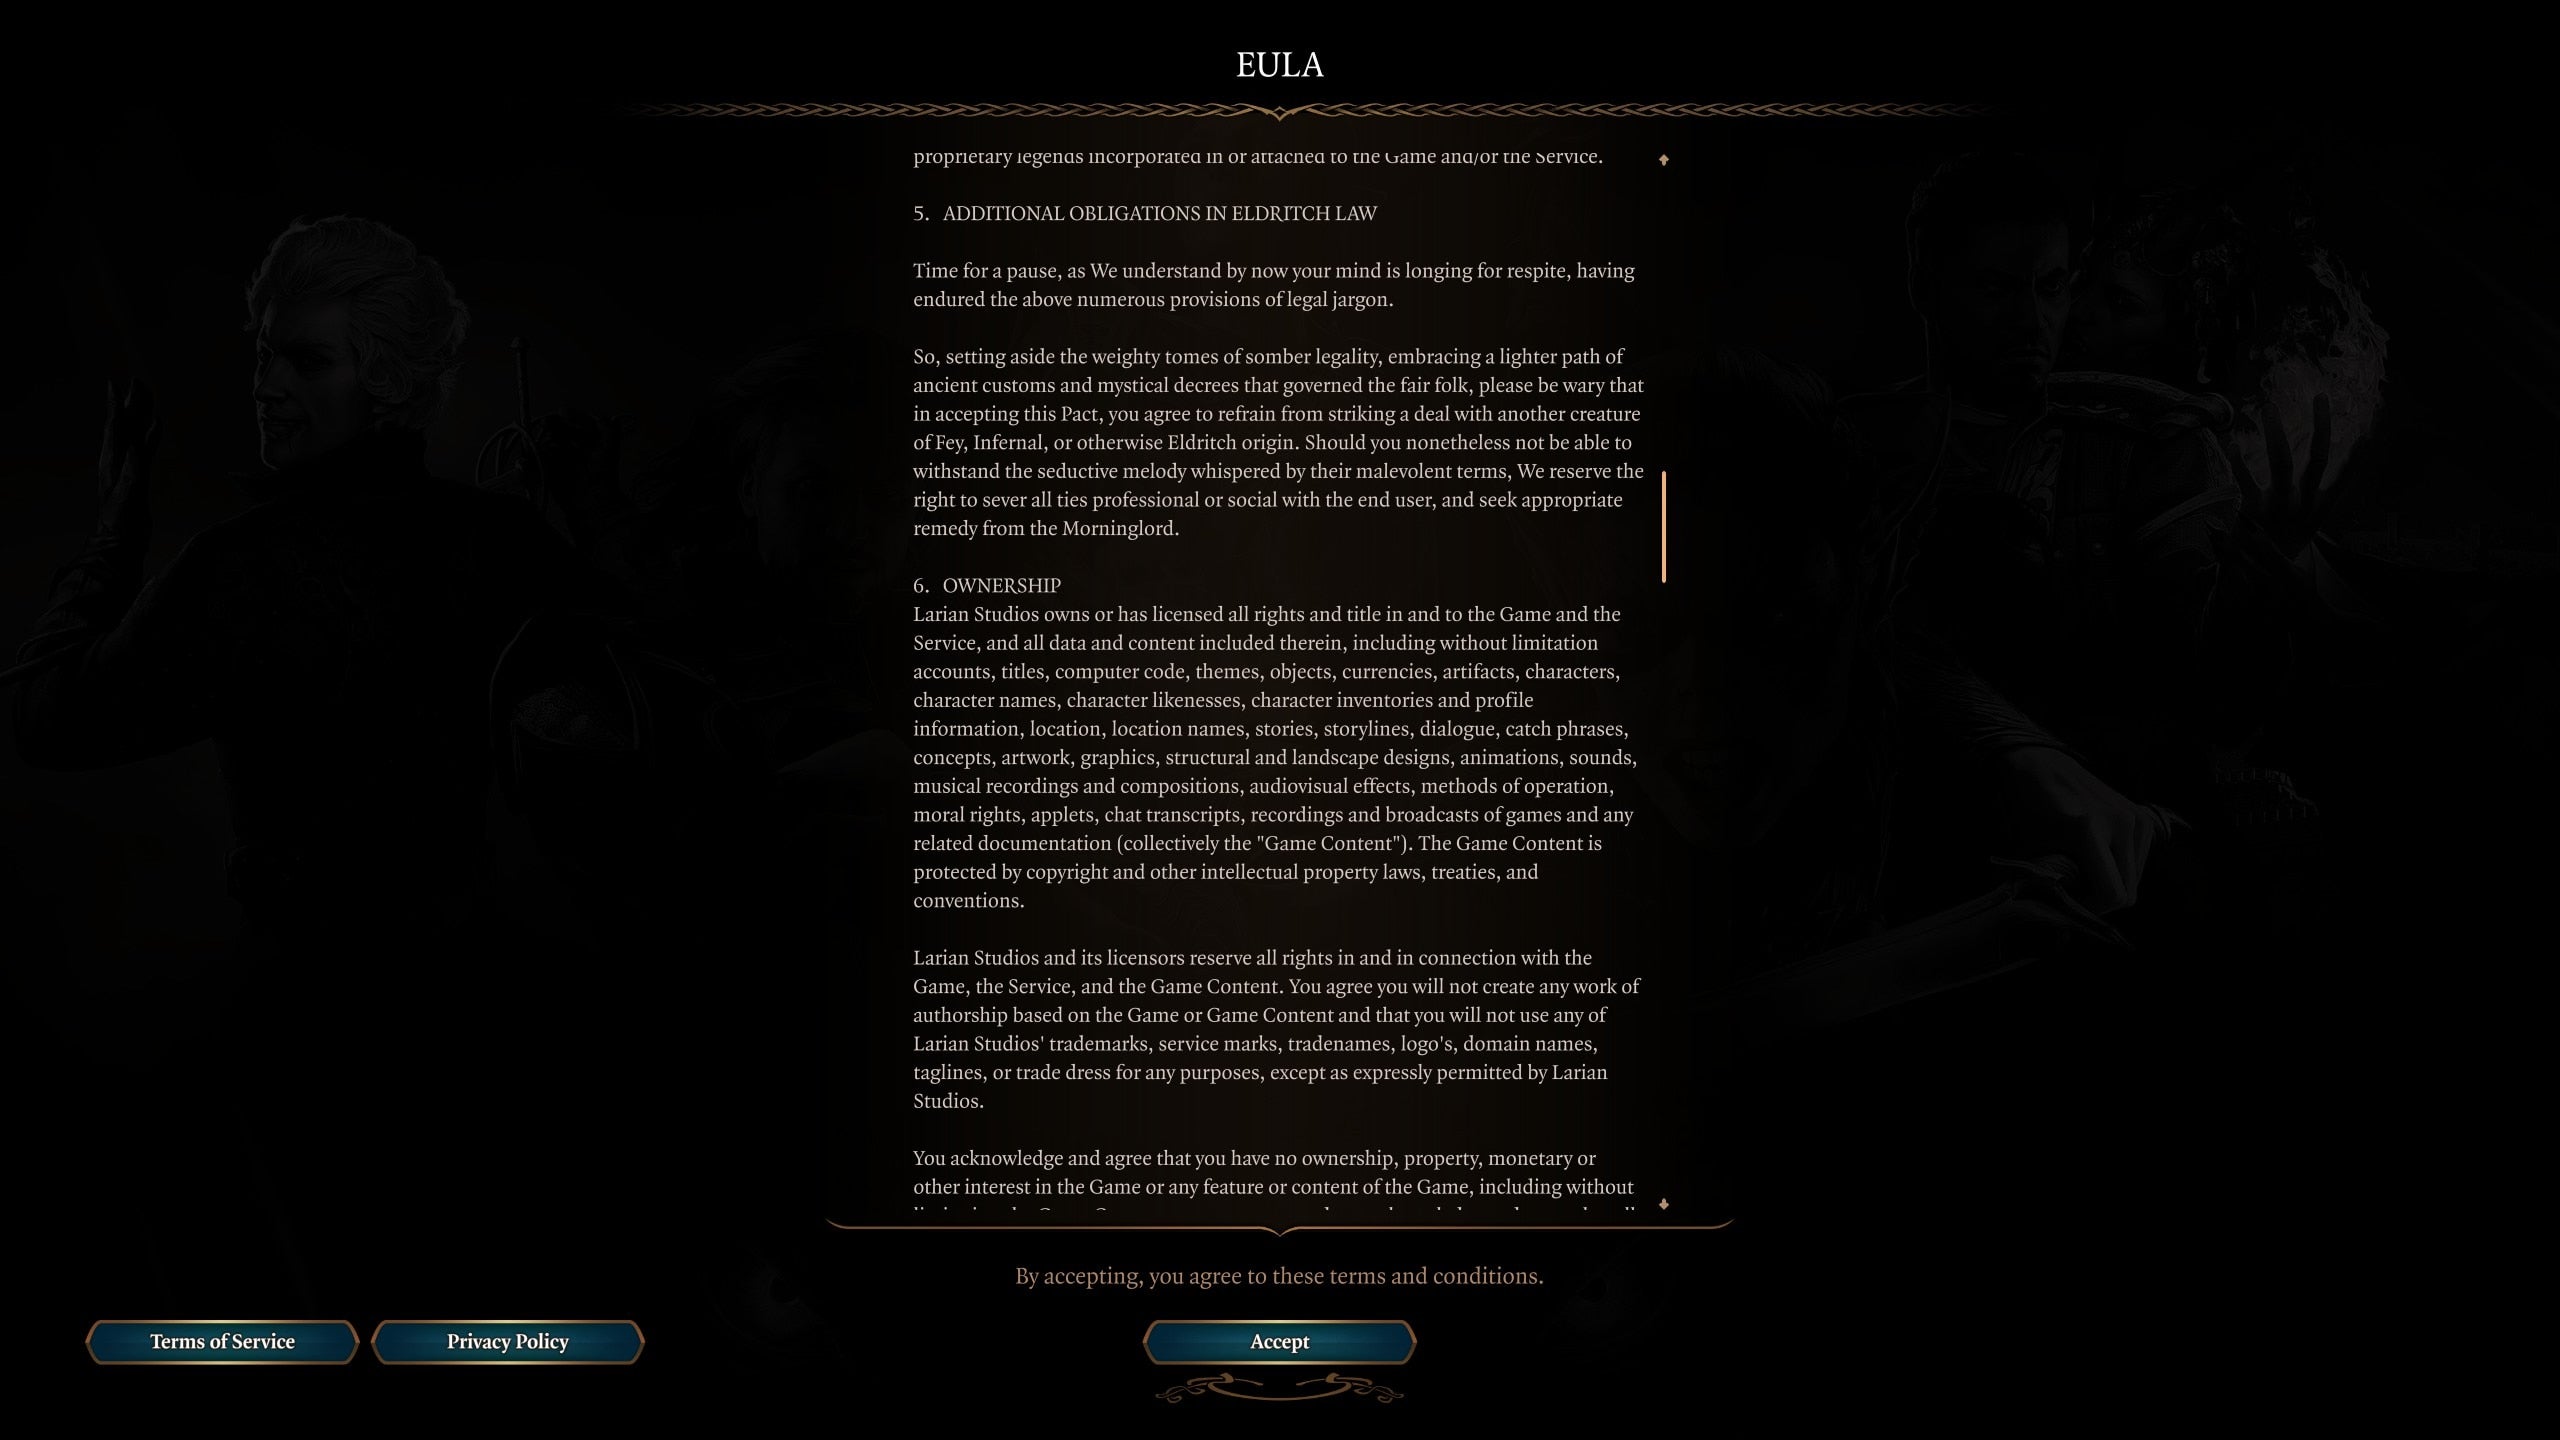 EULA
proprietary legends incorporated in or attached to the Game and/or the Service.
5. ADDITIONAL OBLIGATIONS IN ELDRITCH LAW
Time for a pause, as We understand by now your mind is longing for respite, having
endured the above numerous provisions of legal jargon.
So, setting aside the weighty tomes of somber legality, embracing a lighter path of
ancient customs and mystical decrees that governed the fair folk, please be wary that
in accepting this Pact, you agree to refrain from striking a deal with another creature
of Fey, Infernal, or otherwise Eldritch origin. Should you nonetheless not be able to
withstand the seductive melody whispered by their malevolent terms, We reserve the
right to sever all ties professional or social with the end user, and seek appropriate
remedy from the Morninglord.
6. OWNERSHIP
Larian Studios owns or has licensed all rights and title in and to the Game and the
Service, and all data and content included therein, including without limitation
accounts, titles, computer code, themes, objects, currencies, artifacts, characters,
character names, character likenesses, character inventories and profile
information, location, location names, stories, storylines, dialogue, catch phrases,
concepts, artwork, graphics, structural and landscape designs, animations, sounds,
musical recordings and compositions, audiovisual effects, methods of operation,
moral rights, applets, chat transcripts, recordings and broadcasts of games and any
related documentation (collectively the "Game Content"). The Game Content is
protected by copyright and other intellectual property laws, treaties, and
conventions.
Larian Studios and its licensors reserve all rights in and in connection with the
Game, the Service, and the Game Content. You agree you will not create any work of
authorship based on the Game or Game Content and that you will not use any of
Larian Studios' trademarks, service marks, tradenames, logo's, domain names,
taglines, or trade dress for any purposes, except as expressly permitted by Larian
Studios.
You acknowledge and agree that you have no ownership, property, monetary or
other interest in the Game or any feature or content of the Game, including without
By accepting, you agree to these terms and conditions.
Terms of Service
Privacy Policy
Accept